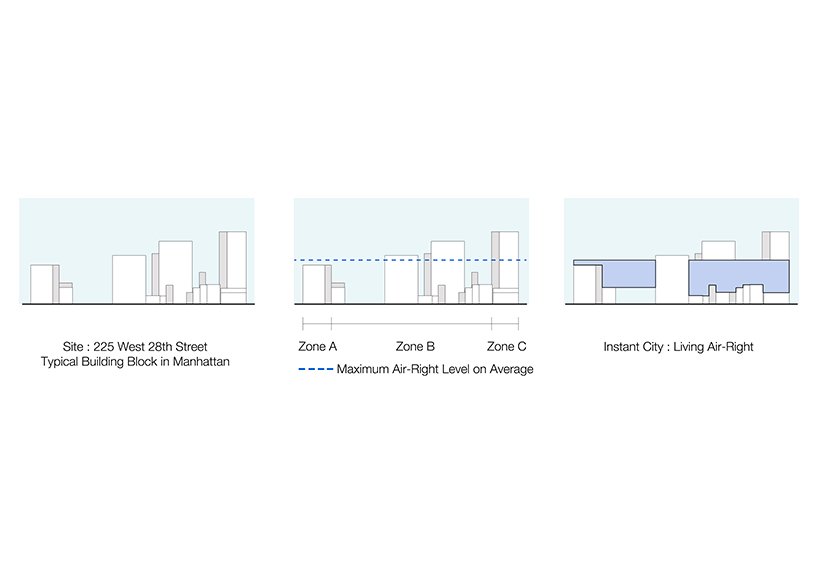 Site : 225 West 28th Street
Typical Building Block in Manhattan
Zone A
Zone B
Zone C
Maximum Air-Right Level on Average
Instant City : Living Air-Right